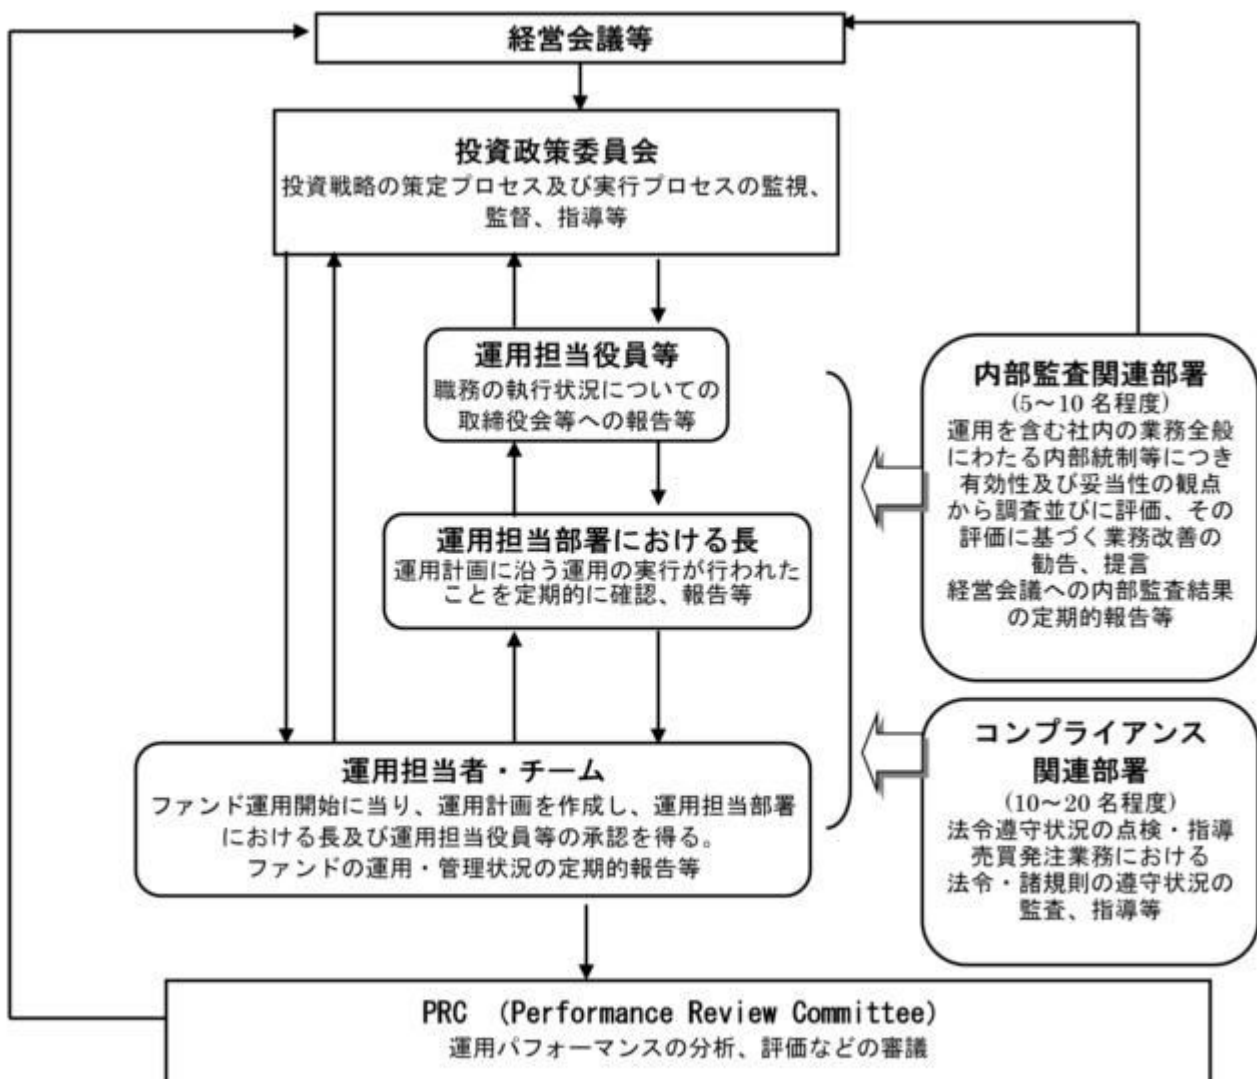 経営会議等
投資政策委員会
投資戦略の策定プロセス及び実行プロセスの監視、
監督、指導等
運用担当役員等
職務の執行状況についての
取締役会等への報告等
運用担当部署における長
運用計画に沿う運用の実行が行われた
ことを定期的に確認、報告等
運用担当者・チーム
ファンド運用開始に当り、運用計画を作成し、運用担当部署
における長及び運用担当役員等の承認を得る。
ファンドの運用・管理状況の定期的報告等
内部監査関連部署
(5～10 名程度)
運用を含む社内の業務全般
にわたる内部統制等につき
有効性及び妥当性の観点
から調査並びに評価、その
評価に基づく業務改善の
勧告、提言
経営会議への内部監査結果
の定期的報告等
コンプライアンス
関連部署
(10～20 名程度)
法令遵守状況の点検・指導
売買発注業務における
法令・諸規則の遵守状況の
監査、指導等
PRC （Performance Review Committee）
運用パフォーマンスの分析、評価などの審議